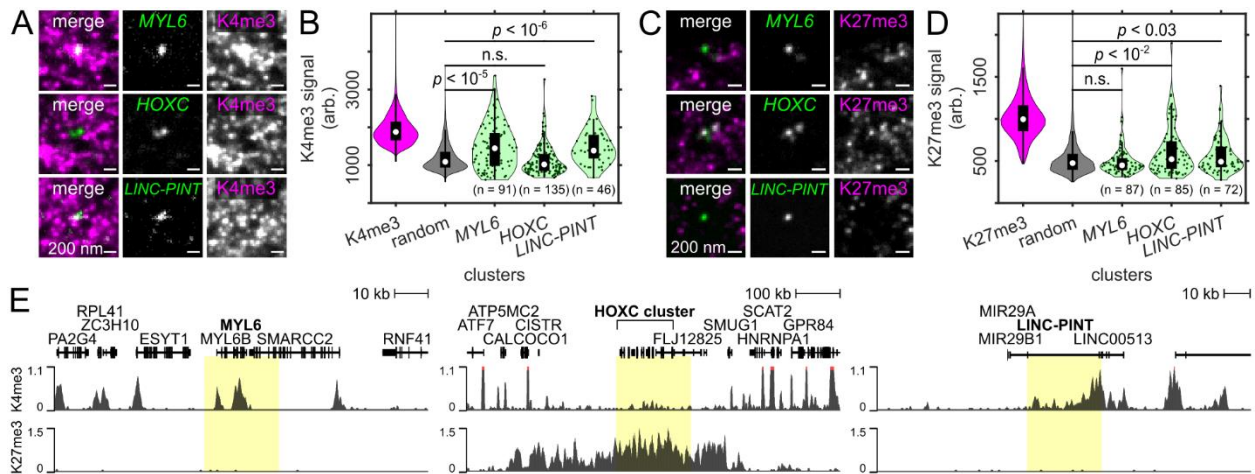 A
merge
MYL6
K4me3
merge
HOXC
K4me3
merge
LINC-PINT
K4me3
200 nm
B
K4me3 signal
(arb.)
3000
1000
p < 10-6
n.s.
p < 10-5
(n = 91)
(n = 135)
(n = 46)
K4me3
random
MYL6
HOXC
LINC-PINT
clusters
C
merge
MYL6
K27me3
merge
HOXC
K27me3
merge
LINC-PINT
K27me3
200 nm
D
K27me3 signal
(arb.)
1500
500
p < 0.03
p < 10-2
n.s.
(n = 87)
(n = 85)
(n = 72)
K27me3
random
MYL6
HOXC
LINC-PINT
clusters
E
10 kb
RPL41
ZC3H10
MYL6
PA2G4
ESYT1
MYL6B
SMARCC2
RNF41
K4me3
1.1
0
K27me3
1.5
0
100 kb
ATP5MC2
HOXC cluster
SCAT2
ATF7
CISTR
SMUG1
GPR84
CALCOCO1
FLJ12825
HNRNPA1
1.1
0
1.5
0
10 kb
MIR29A
LINC-PINT
MIR29B1
LINC00513
1.1
0
1.5
0